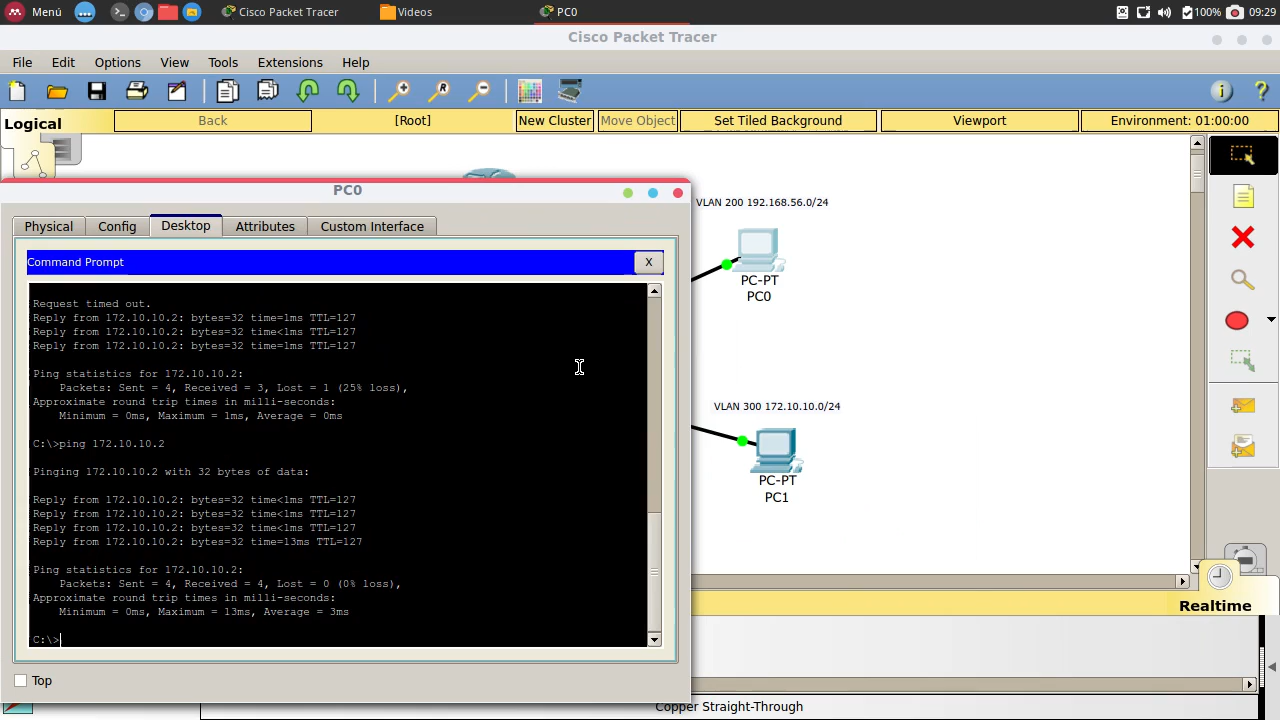 Menú
Cisco Packet Tracer
Videos
PC0
100%
09:29
Cisco Packet Tracer
File Edit Options View Tools Extensions Help
Logical
Back
[Root]
New Cluster
Move Object
Set Tiled Background
Viewport
Environment: 01:00:00
PC0
Physical Config Desktop Attributes Custom Interface
Command Prompt
X
Request timed out.
Reply from 172.10.10.2: bytes=32 time=1ms TTL=127
Reply from 172.10.10.2: bytes=32 time<1ms TTL=127
Reply from 172.10.10.2: bytes=32 time=1ms TTL=127
Ping statistics for 172.10.10.2:
Packets: Sent = 4, Received = 3, Lost = 1 (25% loss),
Approximate round trip times in milli-seconds:
Minimum = 0ms, Maximum = 1ms, Average = 0ms
C:\>ping 172.10.10.2
Pinging 172.10.10.2 with 32 bytes of data:
Reply from 172.10.10.2: bytes=32 time<1ms TTL=127
Reply from 172.10.10.2: bytes=32 time<1ms TTL=127
Reply from 172.10.10.2: bytes=32 time<1ms TTL=127
Reply from 172.10.10.2: bytes=32 time=13ms TTL=127
Ping statistics for 172.10.10.2:
Packets: Sent = 4, Received = 4, Lost = 0 (0% loss),
Approximate round trip times in milli-seconds:
Minimum = 0ms, Maximum = 13ms, Average = 3ms
C:\>
Top
VLAN 200 192.168.56.0/24
PC-PT
PC0
VLAN 300 172.10.10.0/24
PC-PT
PC1
Realtime
Copper Straight-Through